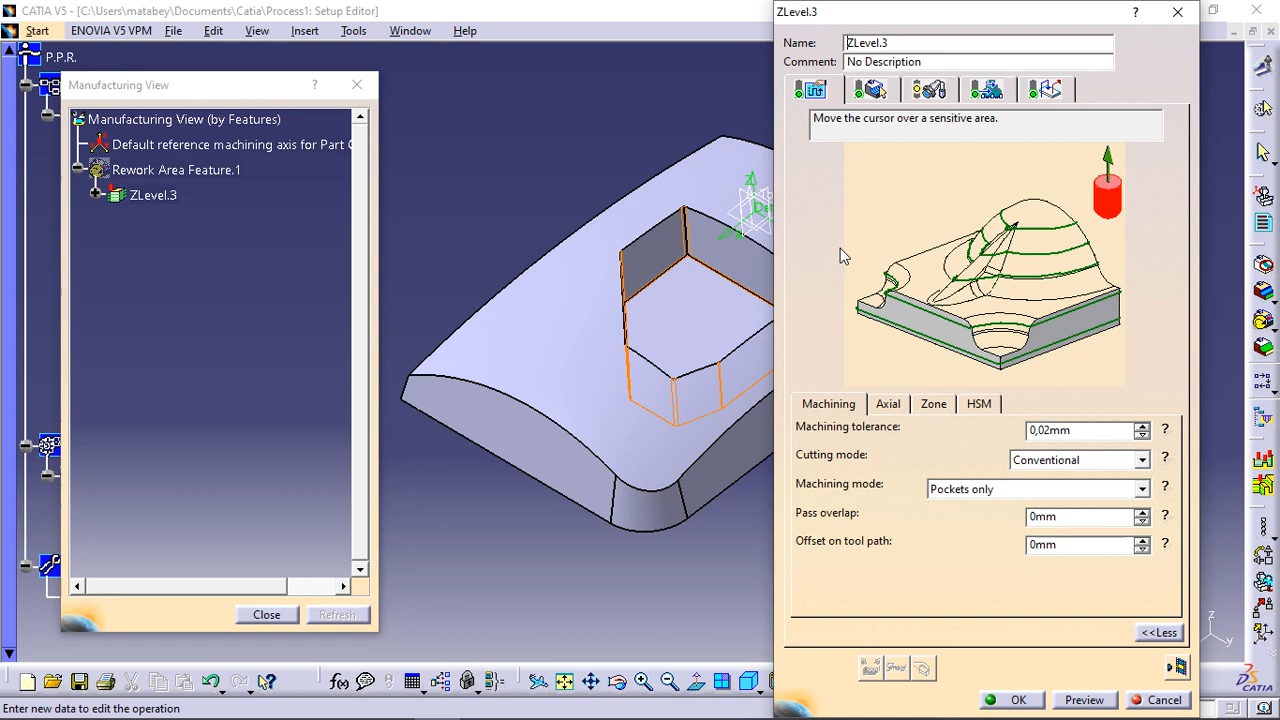 CATIA V5 - [C:\Users\matabey\Documents\Catia\Process1: Setup Editor]
Start ENOVIA V5 VPM File Edit View Insert Tools Window Help
P.P.R.
Manufacturing View ?
Manufacturing View (by Features)
Default reference machining axis for Part O
Rework Area Feature.1
ZLevel.3
Close Refresh
Z
ZLevel.3 ?
Name: ZLevel.3
Comment: No Description
Move the cursor over a sensitive area.
Machining Axial Zone HSM
Machining tolerance: 0,02mm ?
Cutting mode: Conventional ?
Machining mode: Pockets only ?
Pass overlap: 0mm ?
Offset on tool path: 0mm ?
<<Less
OK Preview Cancel
z
y
f(x)
CATIA
Enter new data to edit the operation